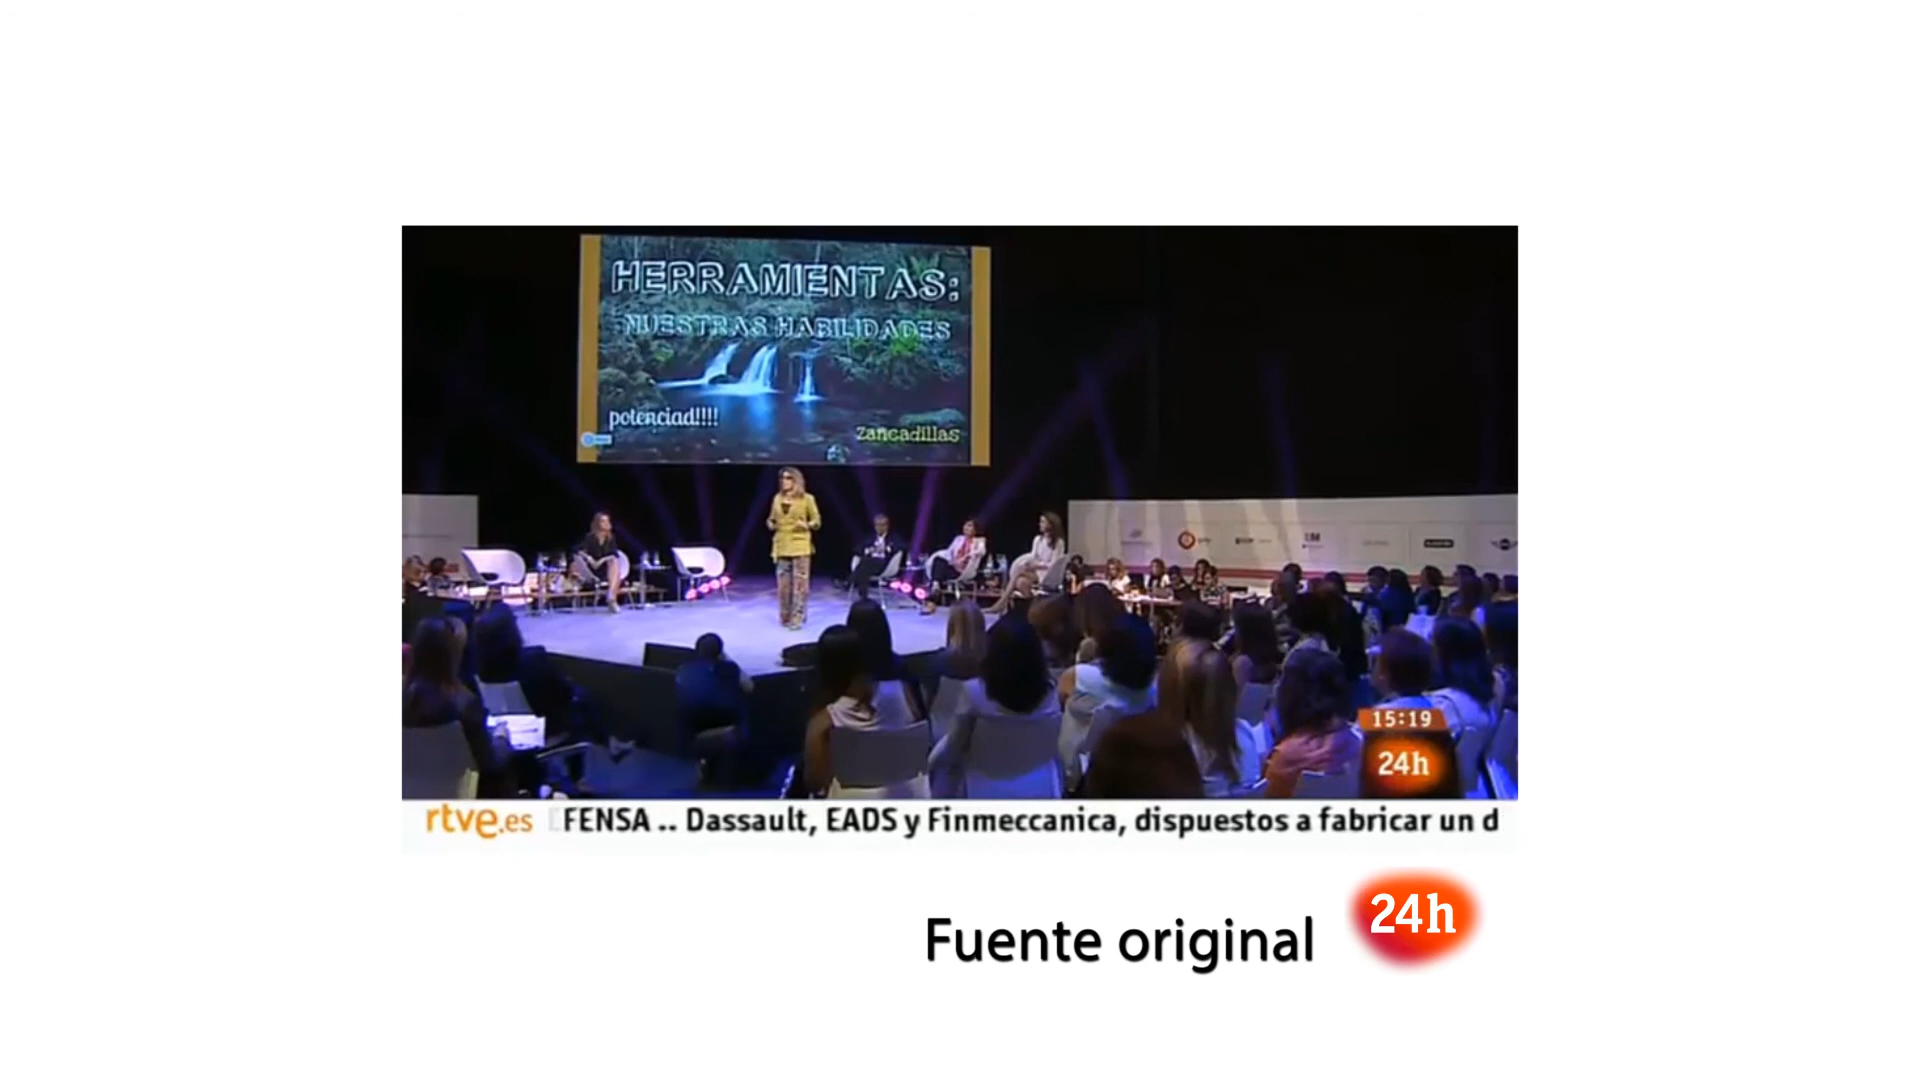 HERRAMIENTAS:
NUESTRAS HABILIDADES
potenciad!!!!
Zancadillas
15:19
24h
rtve.es FENSA .. Dassault, EADS y Finmeccanica, dispuestos a fabricar un d
Fuente original 24h